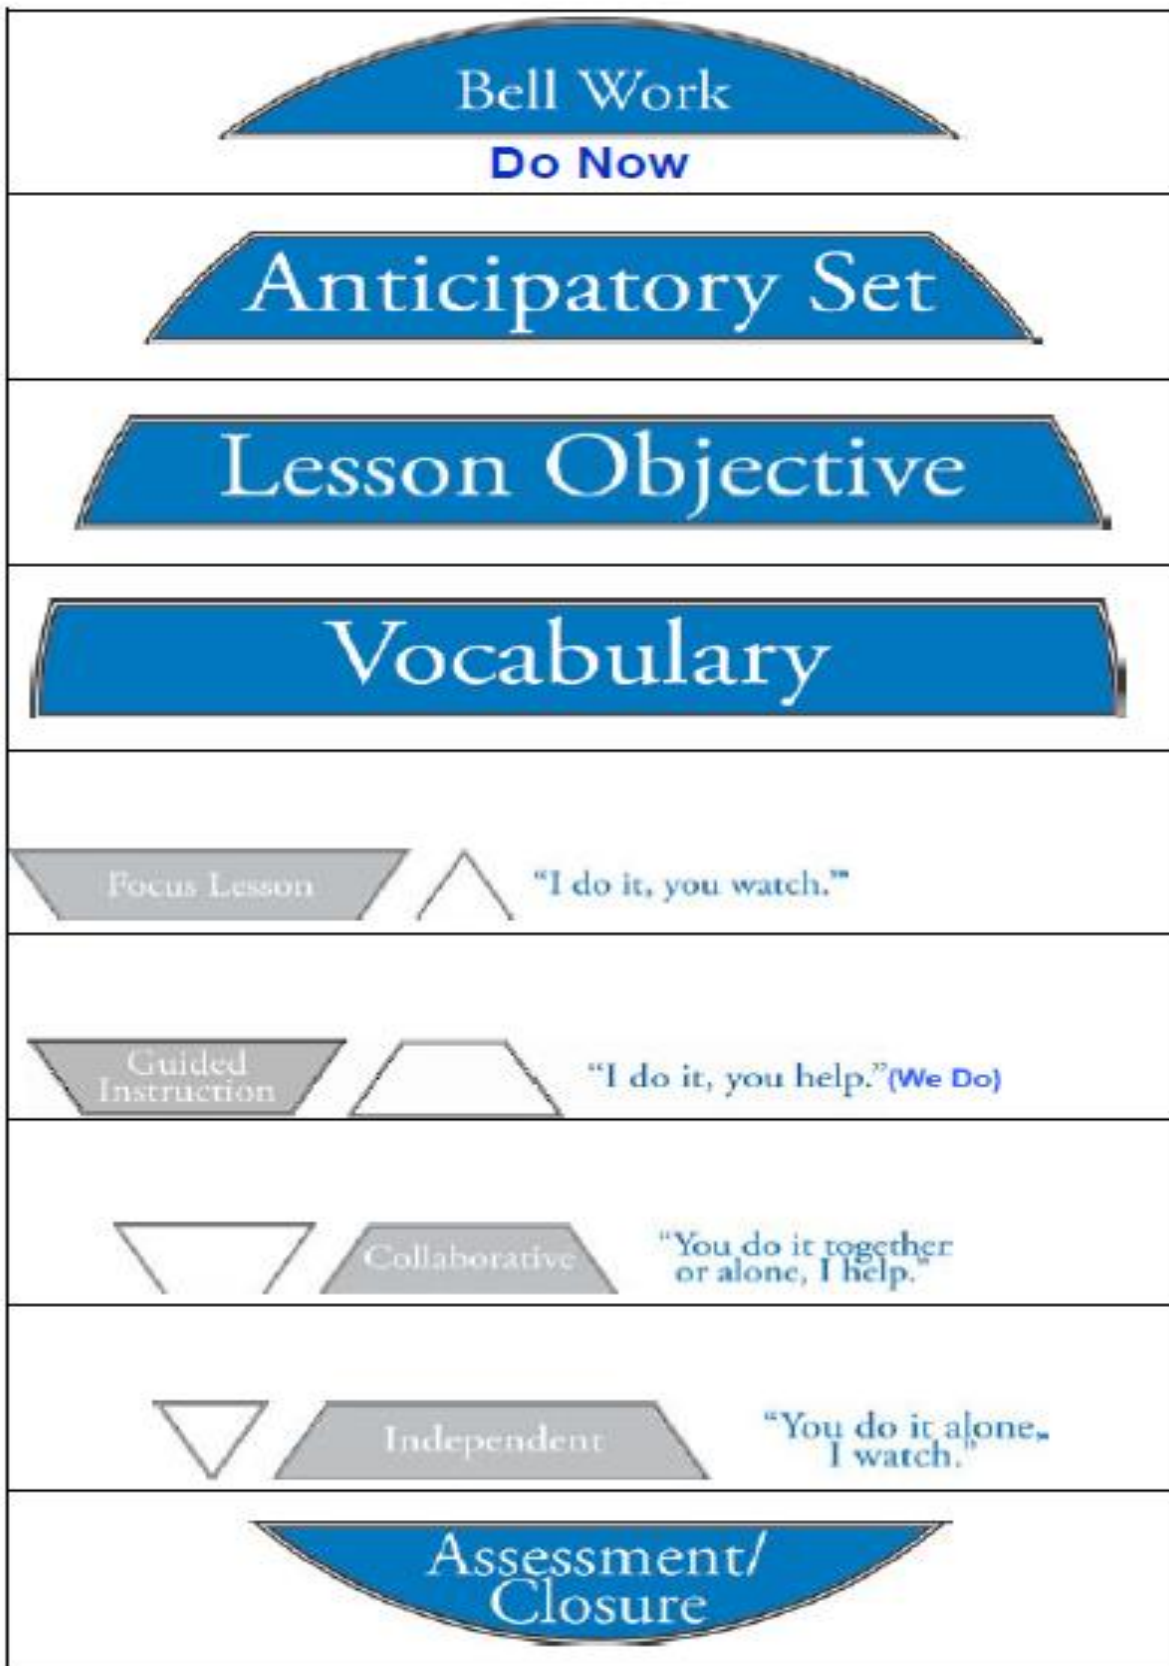 Bell Work
Do Now
Anticipatory Set
Lesson Objective
Vocabulary
Focus Lesson
“I do it, you watch.”"
Guided
Instruction
“I do it, you help.”(We Do)
Collaborative
“You do it together
or alone, I help.”
Independent
“You do it alone,
I watch.”
Assessment/
Closure